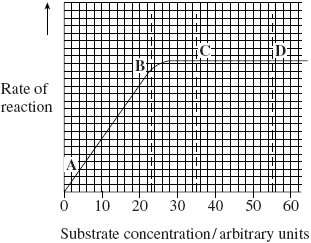 B
C
D
Rate of
reaction
A
0 10 20 30 40 50 60
Substrate concentration/arbitrary units